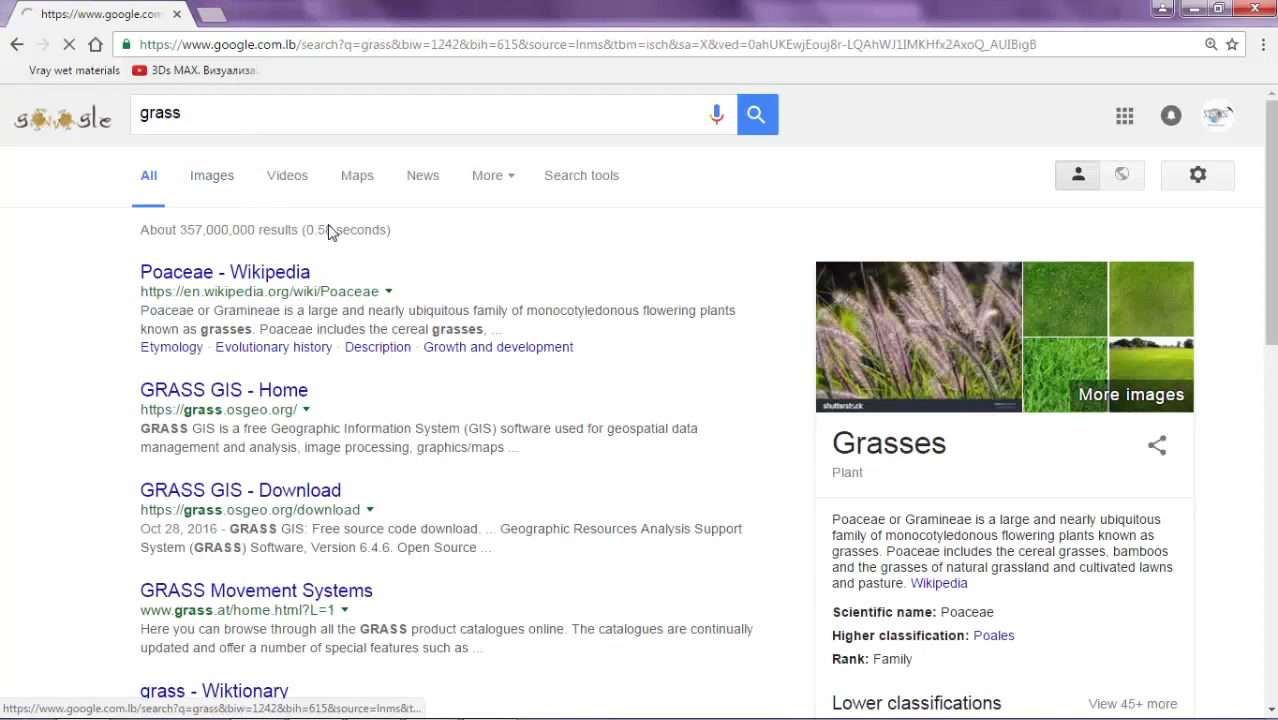 https://www.google.com
https://www.google.com.lb/search?q=grass&biw=1242&bih=615&source=lnms&tbm=isch&sa=X&ved=0ahUKEwjEouj8r-LQAhWJ1IMKHfx2AxoQ_AUIBigB
Vray wet materials
3Ds MAX. Визуализа
grass
All Images Videos Maps News More Search tools
About 357,000,000 results (0.5 seconds)
Poaceae - Wikipedia
https://en.wikipedia.org/wiki/Poaceae
Poaceae or Gramineae is a large and nearly ubiquitous family of monocotyledonous flowering plants
known as grasses. Poaceae includes the cereal grasses, ...
Etymology · Evolutionary history · Description · Growth and development
GRASS GIS - Home
https://grass.osgeo.org/
GRASS GIS is a free Geographic Information System (GIS) software used for geospatial data
management and analysis, image processing, graphics/maps ...
GRASS GIS - Download
https://grass.osgeo.org/download
Oct 28, 2016 - GRASS GIS: Free source code download. ... Geographic Resources Analysis Support
System (GRASS) Software, Version 6.4.6. Open Source ...
GRASS Movement Systems
www.grass.at/home.html?L=1
Here you can browse through all the GRASS product catalogues online. The catalogues are continually
updated and offer a number of special features such as ...
grass - Wiktionary
https://www.google.com.lb/search?q=grass&biw=1242&bih=615&source=lnms&t...
shutterstock
More images
Grasses
Plant
Poaceae or Gramineae is a large and nearly ubiquitous
family of monocotyledonous flowering plants known as
grasses. Poaceae includes the cereal grasses, bamboos
and the grasses of natural grassland and cultivated lawns
and pasture. Wikipedia
Scientific name: Poaceae
Higher classification: Poales
Rank: Family
Lower classifications
View 45+ more